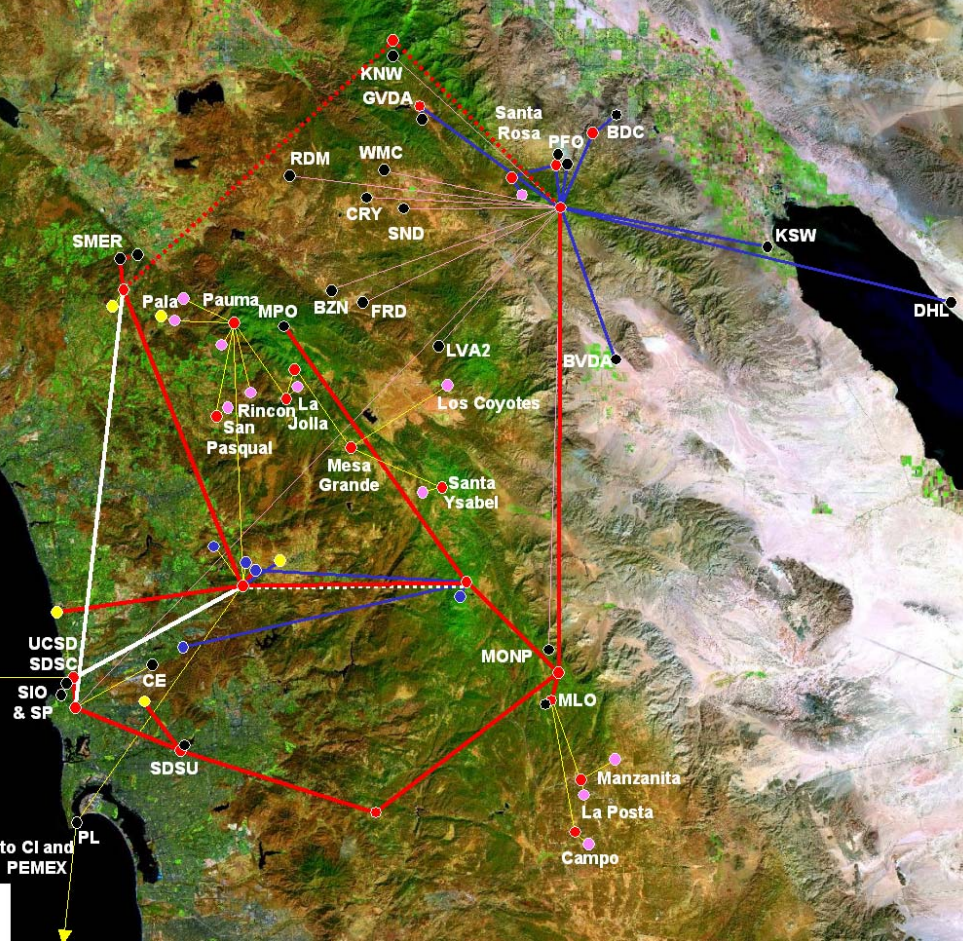 KNW
GVDA
Santa
Rosa
PFO
BDC
RDM
WMC
CRY
SND
SMER
KSW
DHL
Pala
Pauma
MPO
BZN
FRD
LVA2
BVDA
Los Coyotes
Rincon
La
Jolla
San
Pasqual
Mesa
Grande
Santa
Ysabel
UCSD
SDSC
CE
SIO
& SP
MONP
MLO
SDSU
Manzanita
La Posta
Campo
PL
to CI and
PEMEX